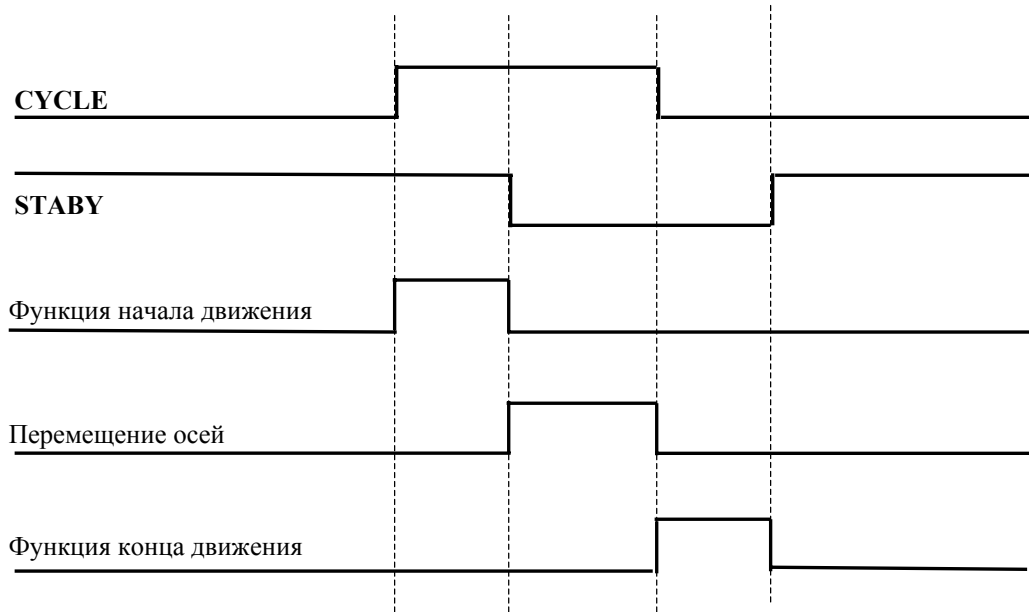 CYCLE
STABY
Функция начала движения
Перемещение осей
Функция конца движения